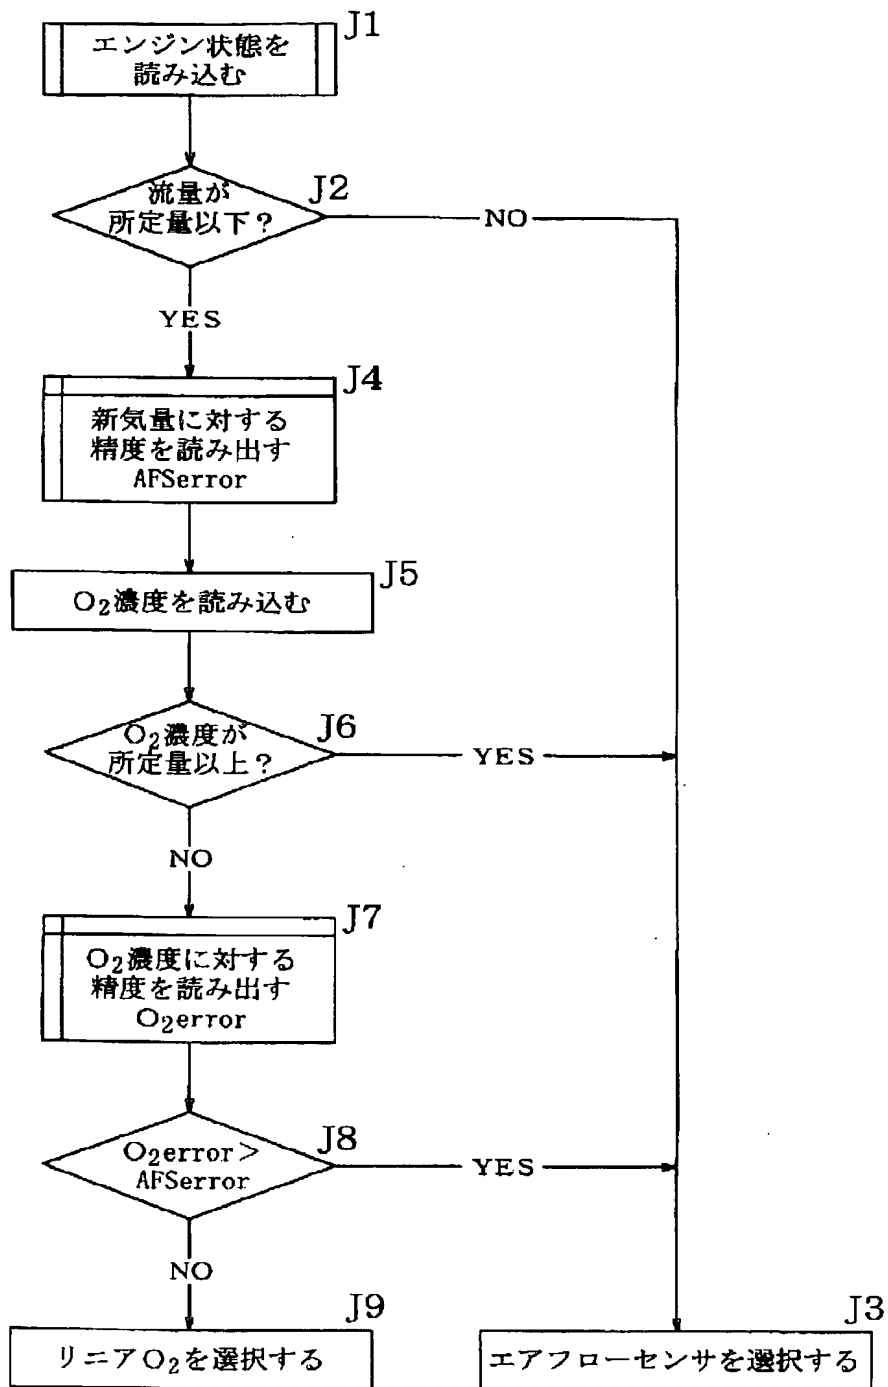 J1
エンジン状態を
読み込む
J2
流量が
所定量以下?
NO
YES
J4
新気量に対する
精度を読み出す
AFSerror
J5
O₂濃度を読み込む
J6
O₂濃度が
所定量以上?
YES
NO
J7
O₂濃度に対する
精度を読み出す
O₂error
J8
O₂error>
AFSerror
YES
NO
J9
リニアO₂を選択する
J3
エアフローセンサを選択する